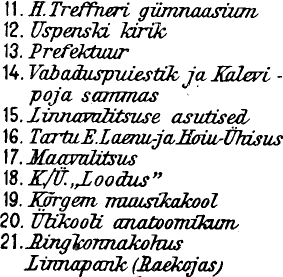 11. H. Treffneri gümnaasium
12. Uspenski kirik
13. Prefektuur
14. Vabaduspuiestik ja Kalevi -
poja sammas
15. Linnavalitsuse asutised
16. Tartu E. Laenu-ja Hoiu-Ühisus
17. Maavalitsus
18. K/Ü. „Loodus”
19. Kõrgem muusikakool
20. Ülikooli anatoomikum
21. Ringkonnakohus
Linnapank (Raekojas)